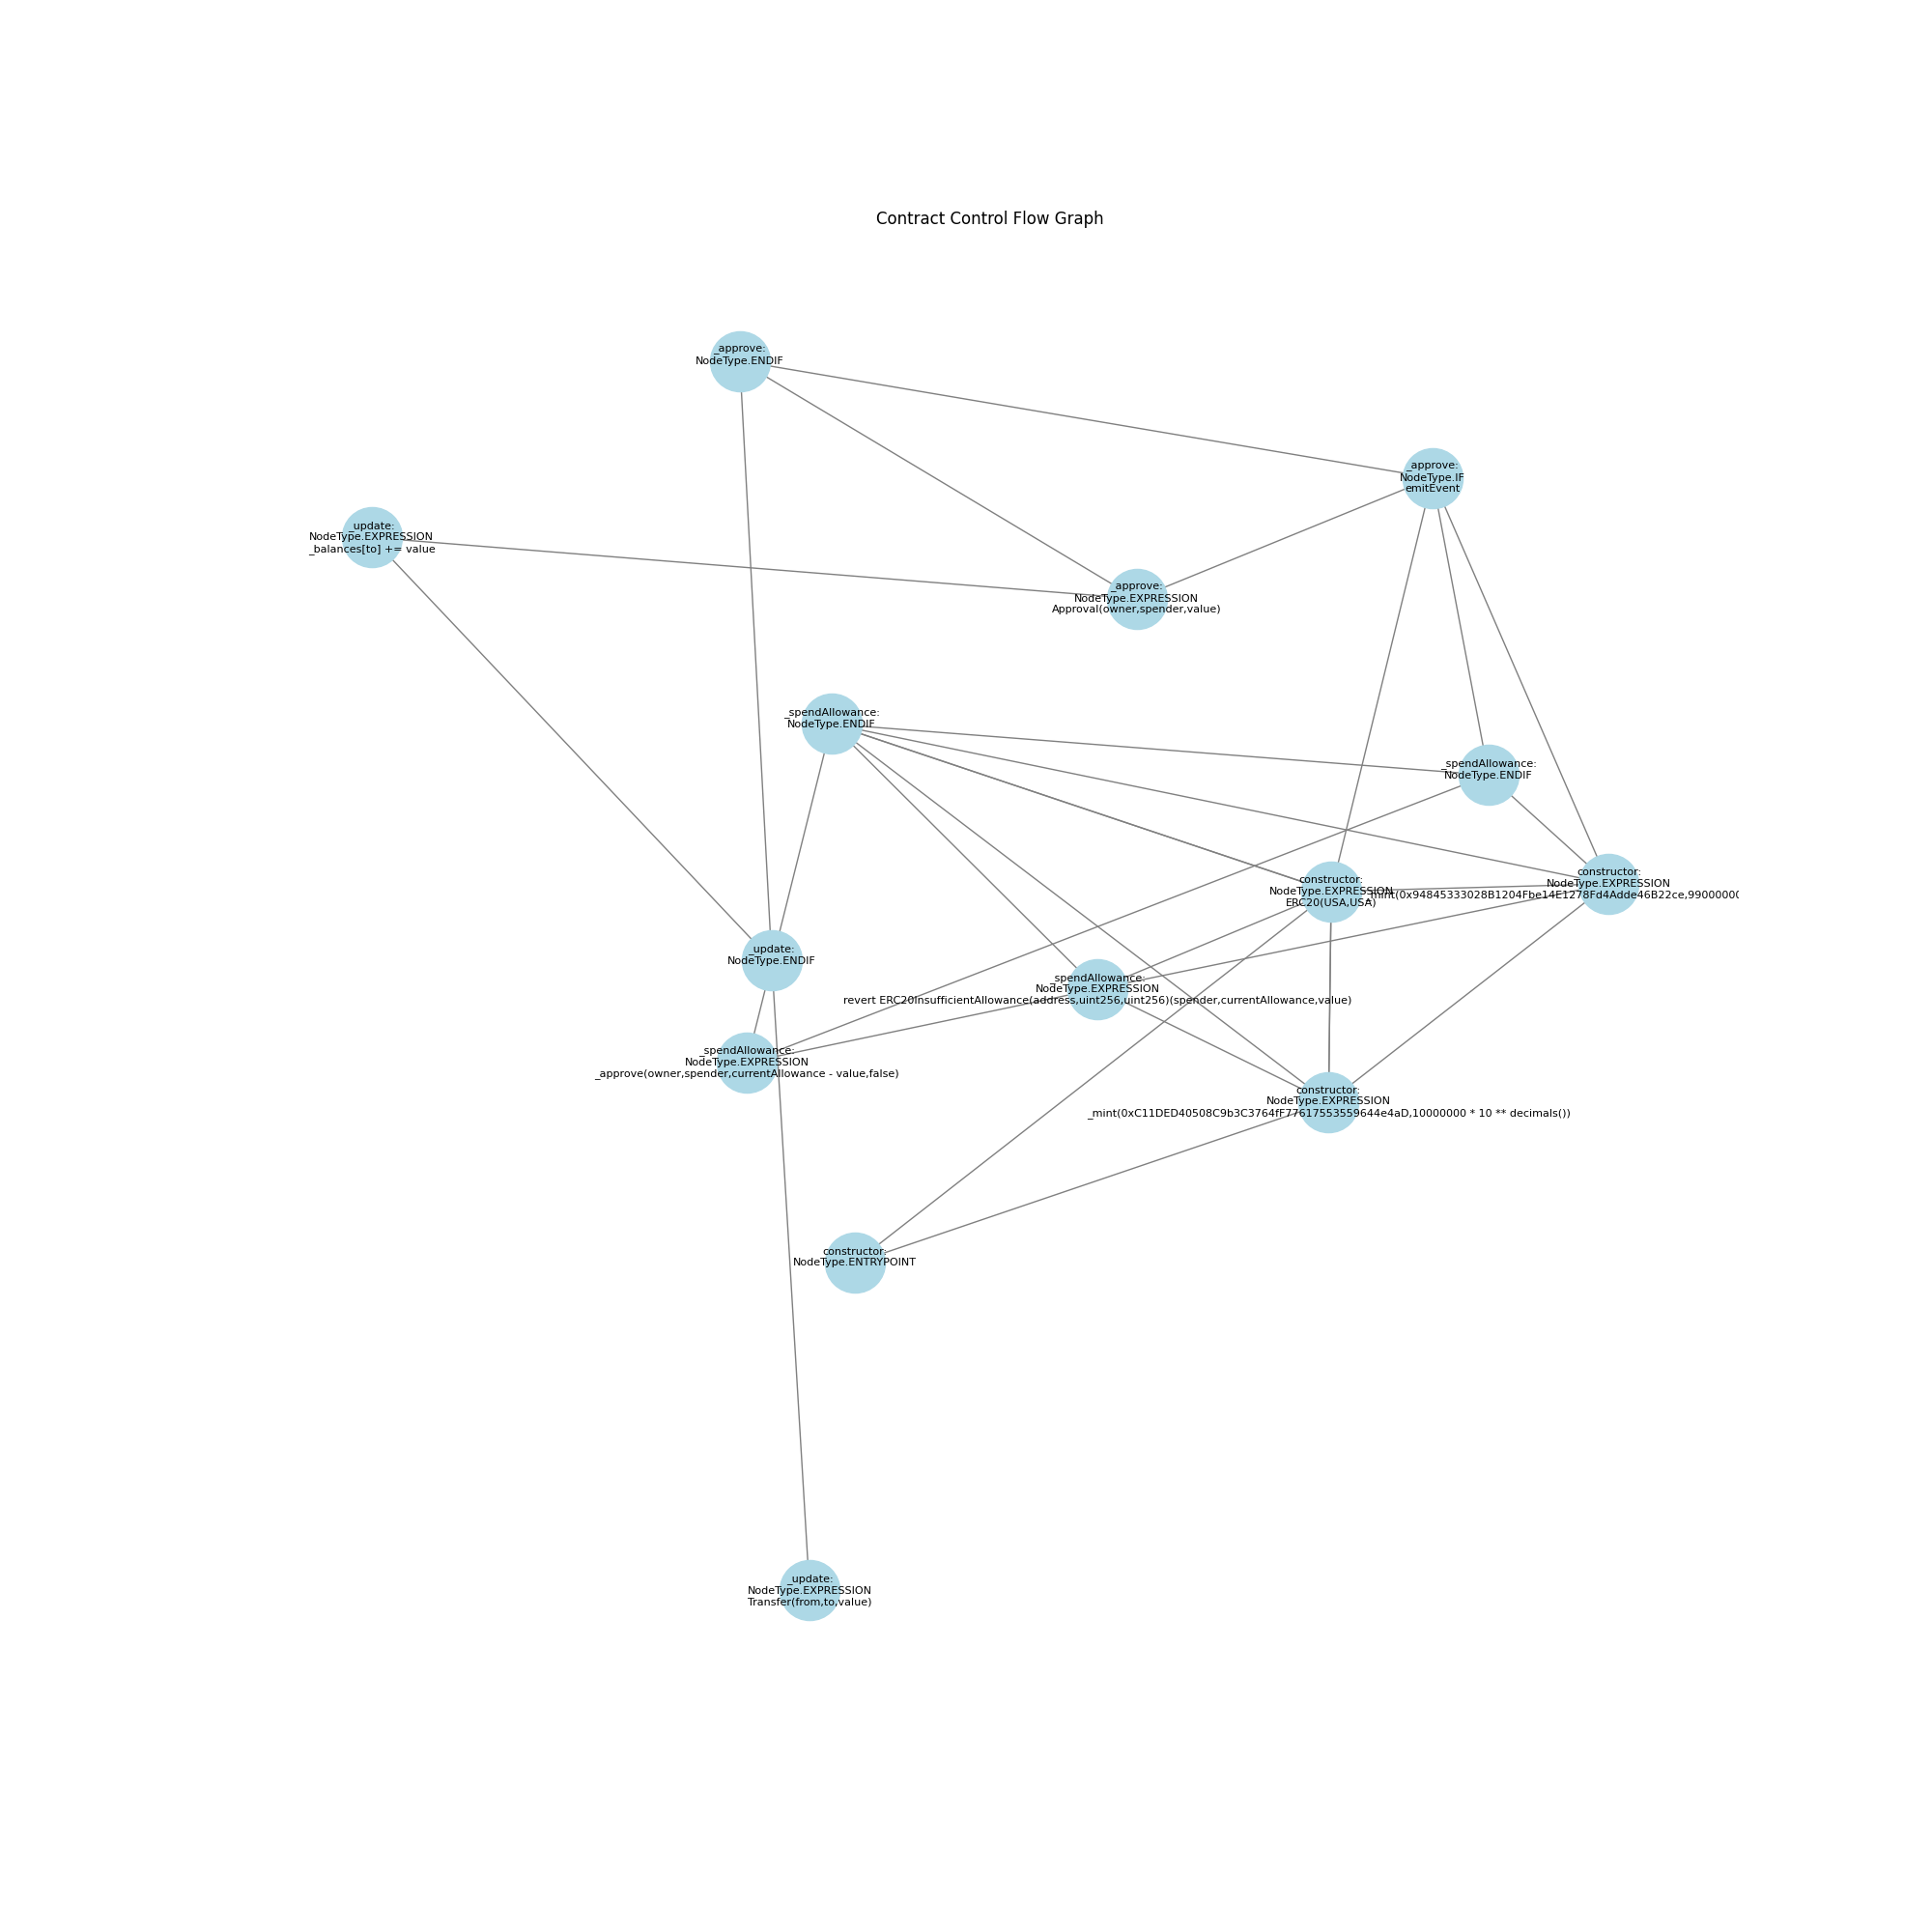 Contract Control Flow Graph
_approve:
NodeType.ENDIF
_approve:
NodeType.IF
emitEvent
_update:
NodeType.EXPRESSION
_balances[to] += value
_approve:
NodeType.EXPRESSION
Approval(owner,spender,value)
_spendAllowance:
NodeType.ENDIF
_spendAllowance:
NodeType.ENDIF
constructor:
NodeType.EXPRESSION
ERC20(USA,USA)
constructor:
NodeType.EXPRESSION
_mint(0x94845333028B1204Fbe14E1278Fd4Adde46B22ce,99000000
_update:
NodeType.ENDIF
_spendAllowance:
NodeType.EXPRESSION
revert ERC20InsufficientAllowance(address,uint256,uint256)(spender,currentAllowance,value)
_spendAllowance:
NodeType.EXPRESSION
_approve(owner,spender,currentAllowance - value,false)
constructor:
NodeType.EXPRESSION
_mint(0xC11DED40508C9b3C3764fF77617553559644e4aD,10000000 * 10 ** decimals())
constructor:
NodeType.ENTRYPOINT
_update:
NodeType.EXPRESSION
Transfer(from,to,value)